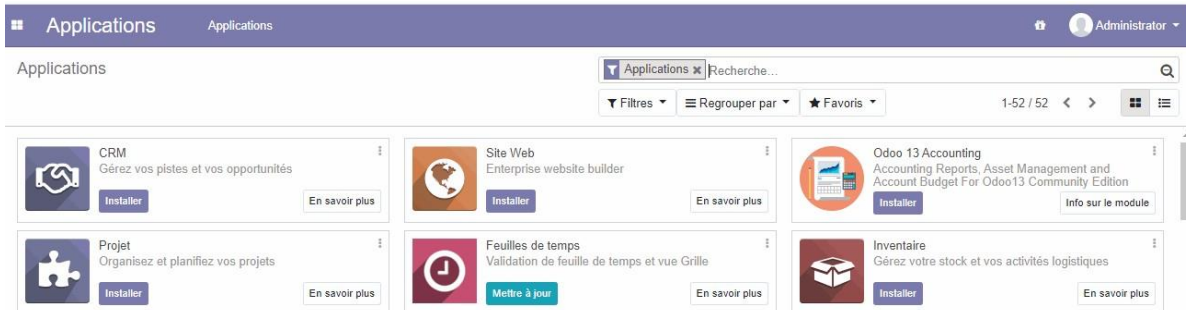 Applications Applications Administrator
Applications
Applications Recherche...
Filtres Regrouper par Favoris 1-52 / 52
CRM
Gérez vos pistes et vos opportunités
Installer En savoir plus
Site Web
Enterprise website builder
Installer En savoir plus
Odoo 13 Accounting
Accounting Reports, Asset Management and
Account Budget For Odoo13 Community Edition
Installer Info sur le module
Projet
Organisez et planifiez vos projets
Installer En savoir plus
Feuilles de temps
Validation de feuille de temps et vue Grille
Mettre à jour En savoir plus
Inventaire
Gérez votre stock et vos activités logistiques
Installer En savoir plus